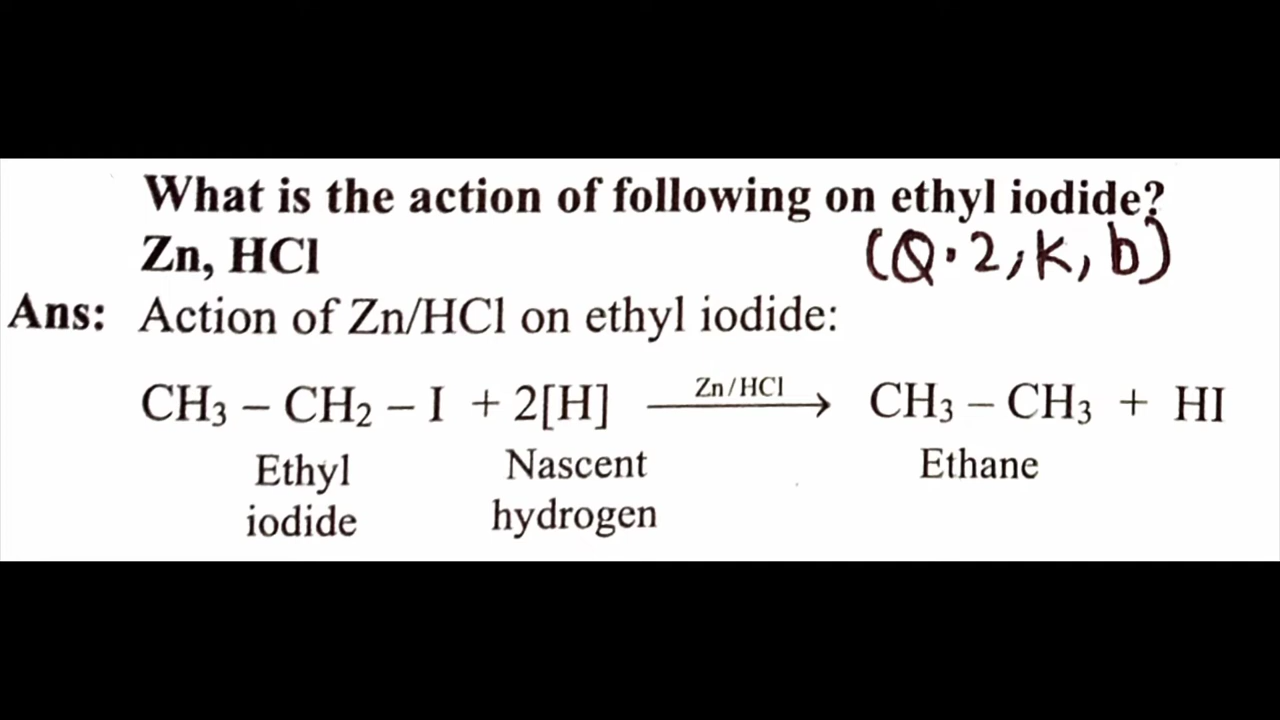 What is the action of following on ethyl iodide?
Zn, HCl (Q.2, K, b)
Ans: Action of Zn/HCl on ethyl iodide:
CH₃ – CH₂ – I + 2[H] Zn/HCl → CH₃ – CH₃ + HI
Ethyl Nascent Ethane
iodide hydrogen